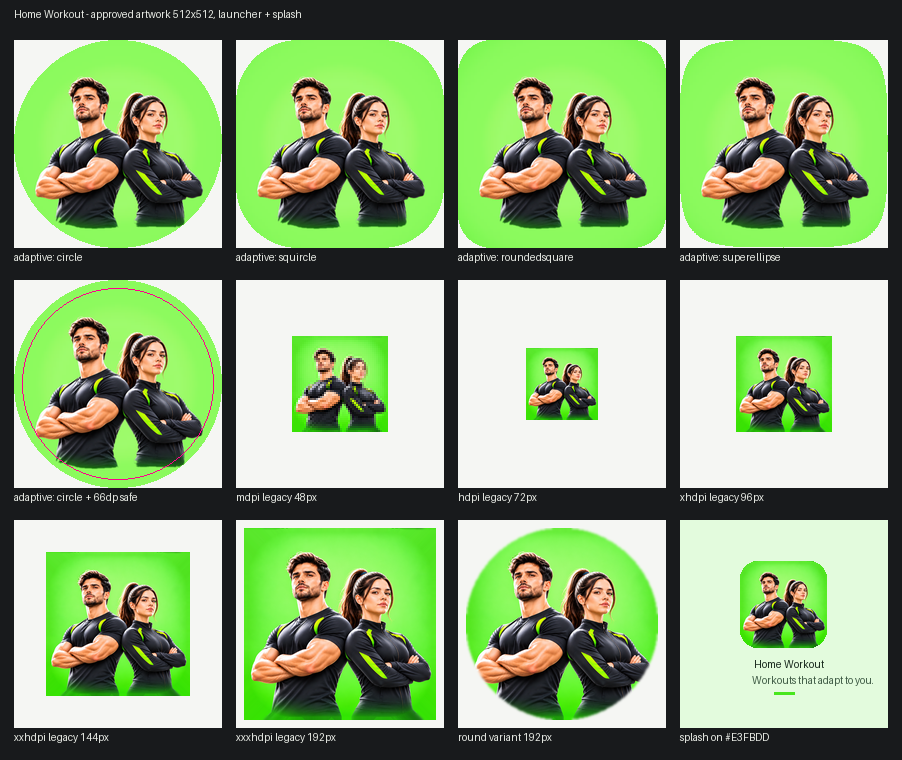 Home Workout - approved artwork 512x512, launcher + splash
adaptive: circle
adaptive: squircle
adaptive: roundedsquare
adaptive: superellipse
adaptive: circle + 66dp safe
mdpi legacy 48px
hdpi legacy 72px
xhdpi legacy 96px
Home Workout
Workouts that adapt to you.
xxhdpi legacy 144px
xxxhdpi legacy 192px
round variant 192px
splash on #E3FBDD